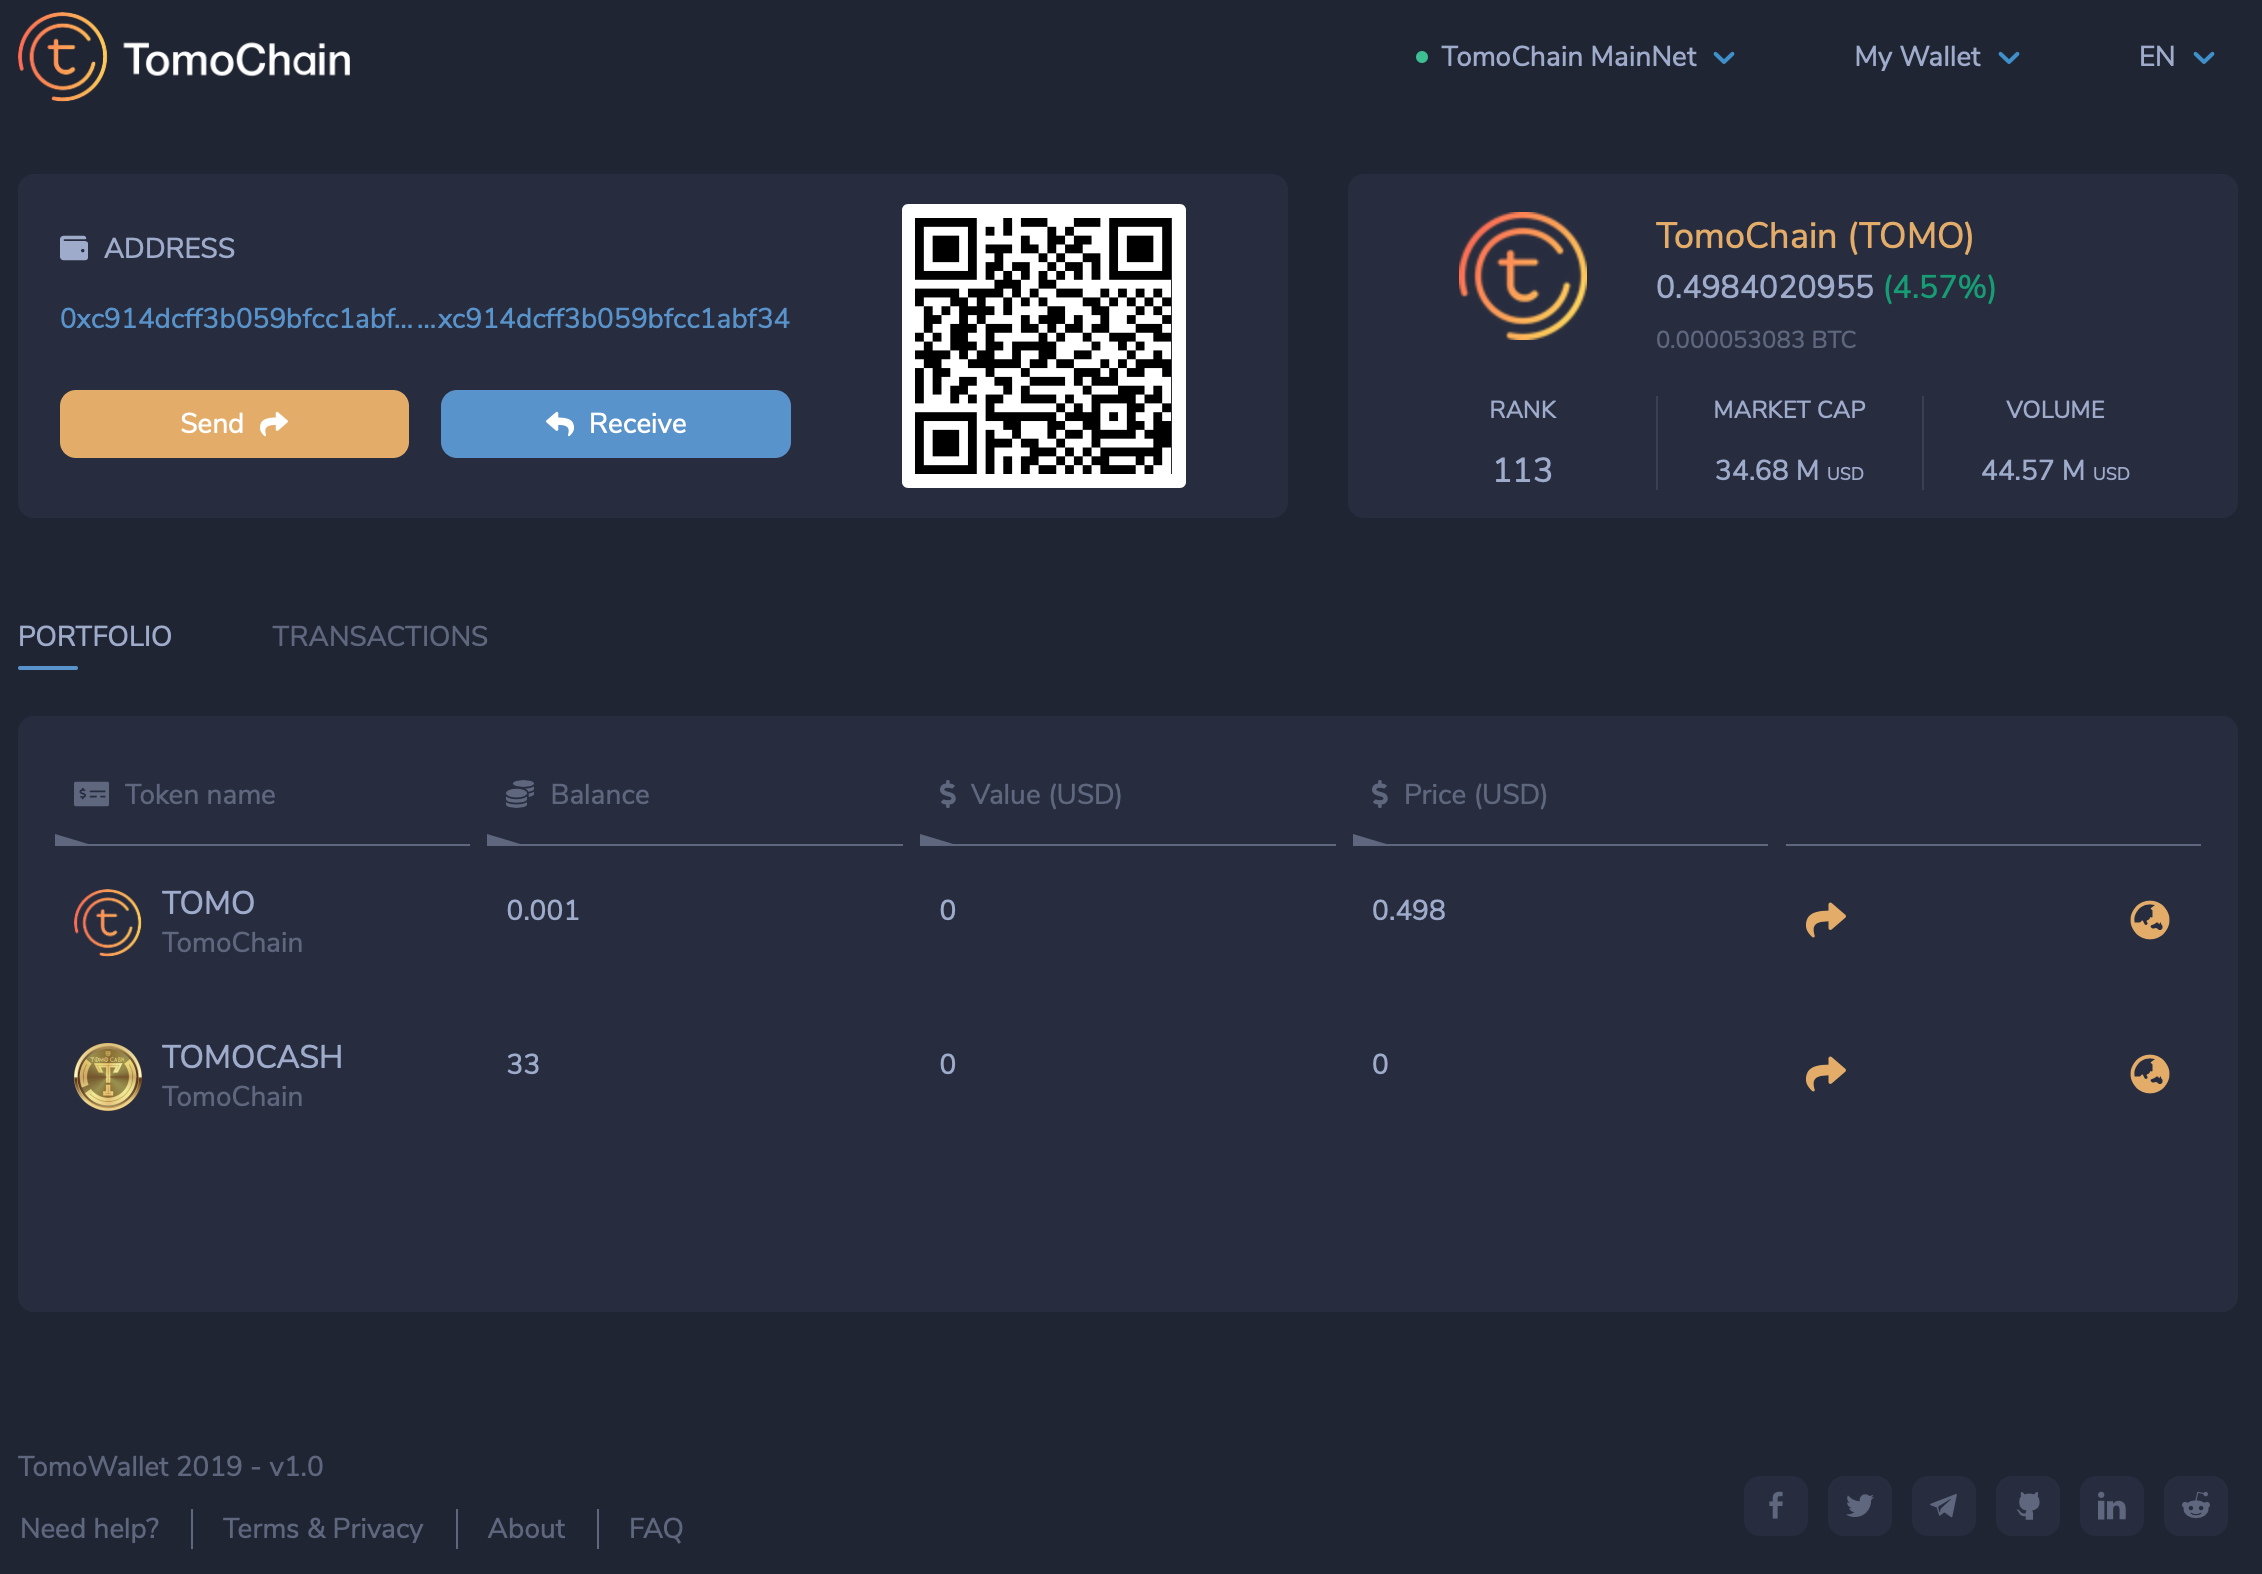 TomoChain
TomoChain MainNet
My Wallet
EN
ADDRESS
0xc914dcff3b059bfcc1abf... ...xc914dcff3b059bfcc1abf34
Send
Receive
TomoChain (TOMO)
0.4984020955 (4.57%)
0.000053083 BTC
RANK
MARKET CAP
VOLUME
113
34.68 M USD
44.57 M USD
PORTFOLIO
TRANSACTIONS
Token name
Balance
$ Value (USD)
$ Price (USD)
TOMO
TomoChain
0.001
0
0.498
TOMOCASH
TomoChain
33
0
0
TomoWallet 2019 - v1.0
Need help?
Terms & Privacy
About
FAQ